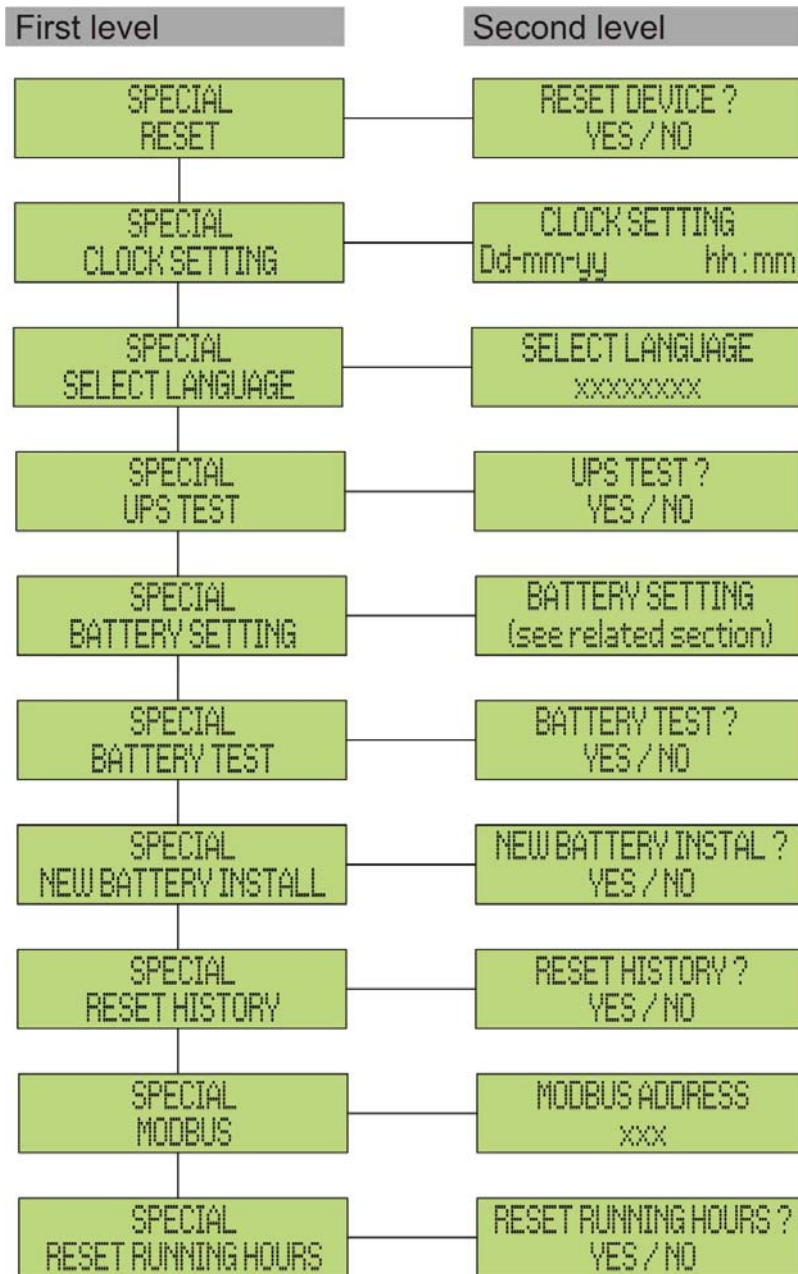 First level Second level
SPECIAL
RESET
RESET DEVICE ?
YES / NO
SPECIAL
CLOCK SETTING
CLOCK SETTING
Dd-mm-yy hh:mm
SPECIAL
SELECT LANGUAGE
SELECT LANGUAGE
xxxxxxxx
SPECIAL
UPS TEST
UPS TEST ?
YES / NO
SPECIAL
BATTERY SETTING
BATTERY SETTING
(see related section)
SPECIAL
BATTERY TEST
BATTERY TEST ?
YES / NO
SPECIAL
NEW BATTERY INSTALL
NEW BATTERY INSTAL ?
YES / NO
SPECIAL
RESET HISTORY
RESET HISTORY ?
YES / NO
SPECIAL
MODBUS
MODBUS ADDRESS
xxx
SPECIAL
RESET RUNNING HOURS
RESET RUNNING HOURS ?
YES / NO